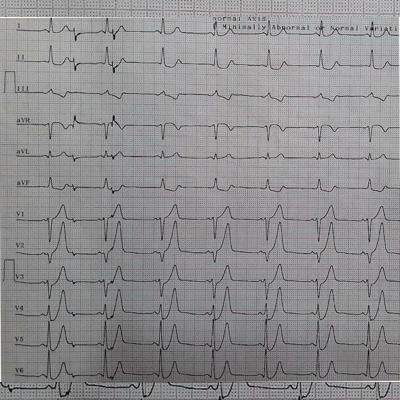 normal Axis
I
Minimally Abnormal or Normal Variati
II
III
aVR
aVL
aVF
V1
V2
V3
V4
V5
V6